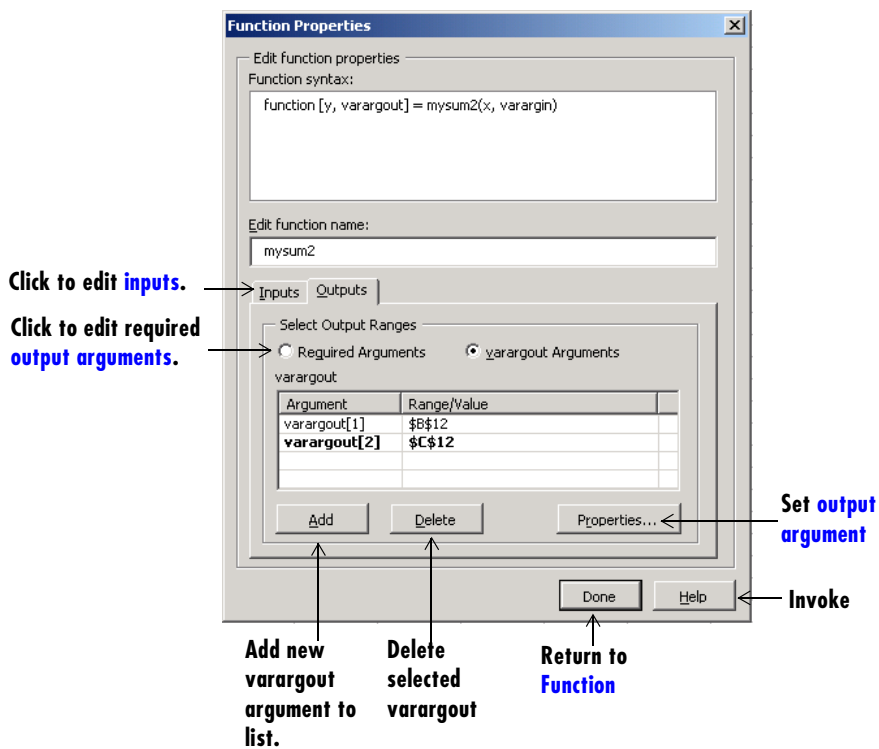 Function Properties
Edit function properties
Function syntax:
function [y, varargout] = mysum2(x, varargin)
Edit function name:
mysum2
Click to edit inputs.
Inputs Outputs
Click to edit required
output arguments.
Select Output Ranges
Required Arguments varargout Arguments
varargout
Argument Range/Value
varargout[1] $B$12
varargout[2] $C$12
Add Delete Properties...
Set output
argument
Done Help
Invoke
Add new
varargout
argument to
list.
Delete
selected
varargout
Return to
Function